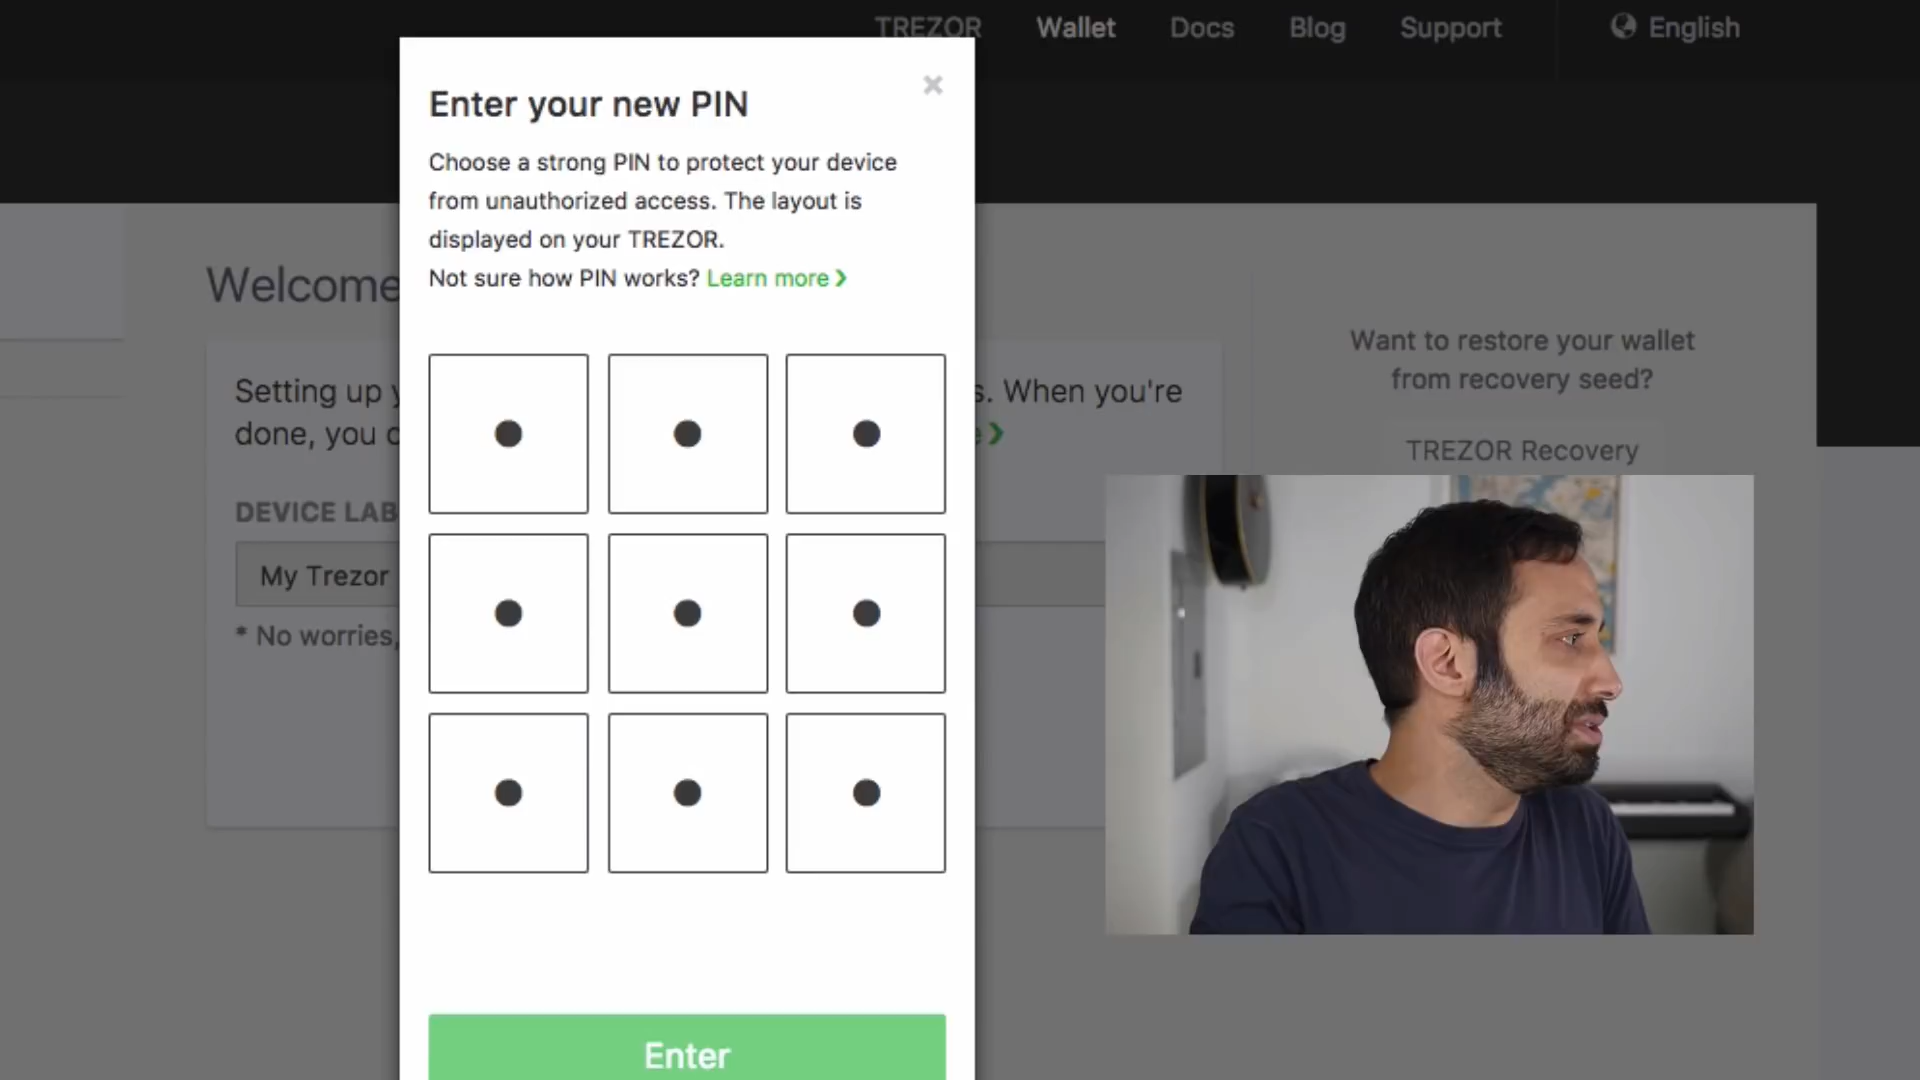 TREZOR Wallet Docs Blog Support English
Enter your new PIN
Choose a strong PIN to protect your device
from unauthorized access. The layout is
displayed on your TREZOR.
Not sure how PIN works? Learn more
Welcome
Setting up
s. When you're
done, you
DEVICE LAB
My Trezor
* No worries,
Want to restore your wallet
from recovery seed?
TREZOR Recovery
Enter